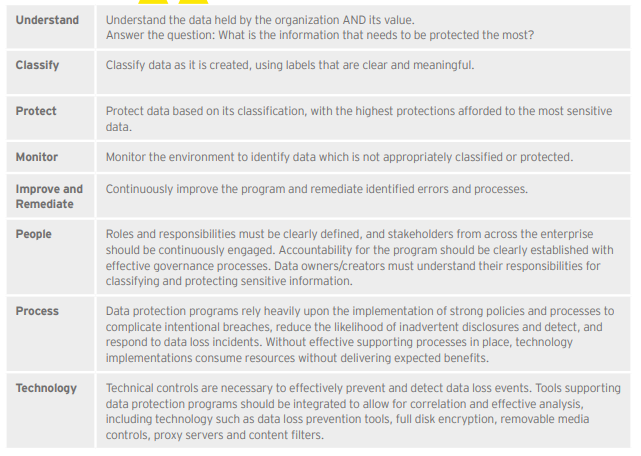 Understand
Understand the data held by the organization AND its value.
Answer the question: What is the information that needs to be protected the most?
Classify
Classify data as it is created, using labels that are clear and meaningful.
Protect
Protect data based on its classification, with the highest protections afforded to the most sensitive
data.
Monitor
Monitor the environment to identify data which is not appropriately classified or protected.
Improve and
Remediate
Continuously improve the program and remediate identified errors and processes.
People
Roles and responsibilities must be clearly defined, and stakeholders from across the enterprise
should be continuously engaged. Accountability for the program should be clearly established with
effective governance processes. Data owners/creators must understand their responsibilities for
classifying and protecting sensitive information.
Process
Data protection programs rely heavily upon the implementation of strong policies and processes to
complicate intentional breaches, reduce the likelihood of inadvertent disclosures and detect, and
respond to data loss incidents. Without effective supporting processes in place, technology
implementations consume resources without delivering expected benefits.
Technology
Technical controls are necessary to effectively prevent and detect data loss events. Tools supporting
data protection programs should be integrated to allow for correlation and effective analysis,
including technology such as data loss prevention tools, full disk encryption, removable media
controls, proxy servers and content filters.